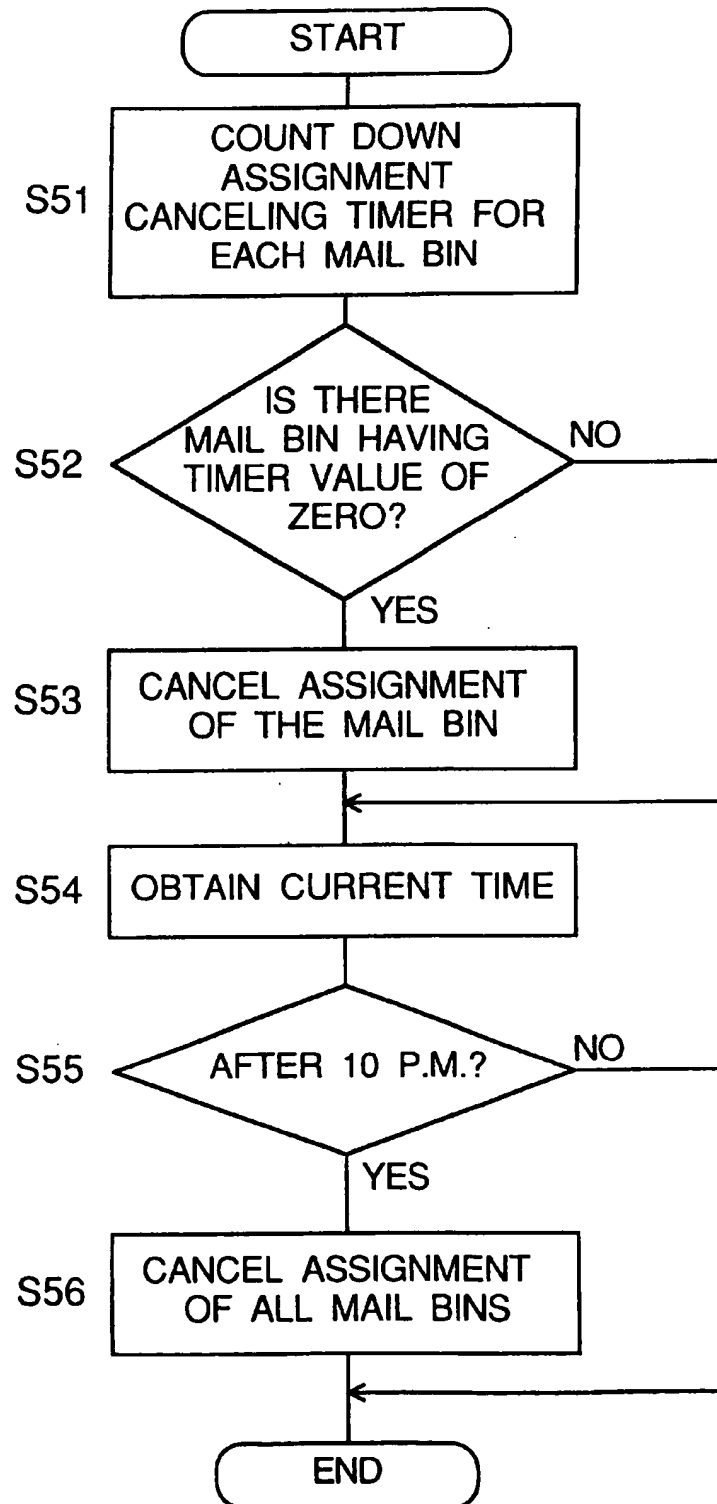 START
S51
COUNT DOWN
ASSIGNMENT
CANCELING TIMER FOR
EACH MAIL BIN
S52
IS THERE
MAIL BIN HAVING
TIMER VALUE OF
ZERO?
NO
YES
S53
CANCEL ASSIGNMENT
OF THE MAIL BIN
S54
OBTAIN CURRENT TIME
S55
AFTER 10 P.M.?
NO
YES
S56
CANCEL ASSIGNMENT
OF ALL MAIL BINS
END